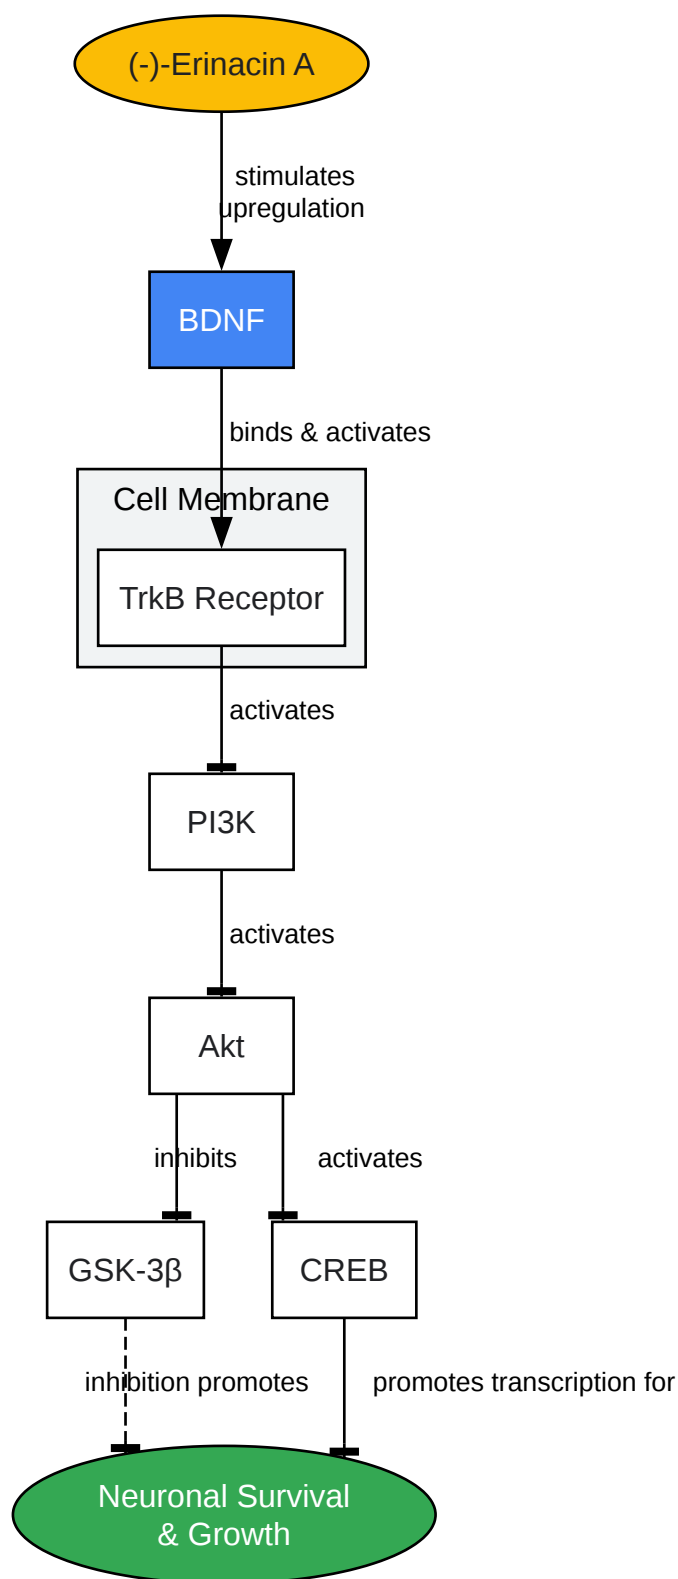 (-)-Erinacin A
stimulates
upregulation
BDNF
binds & activates
Cell Membrane
TrkB Receptor
activates
PI3K
activates
Akt
inhibits
activates
GSK-3β
CREB
inhibition promotes
promotes transcription for
Neuronal Survival
& Growth